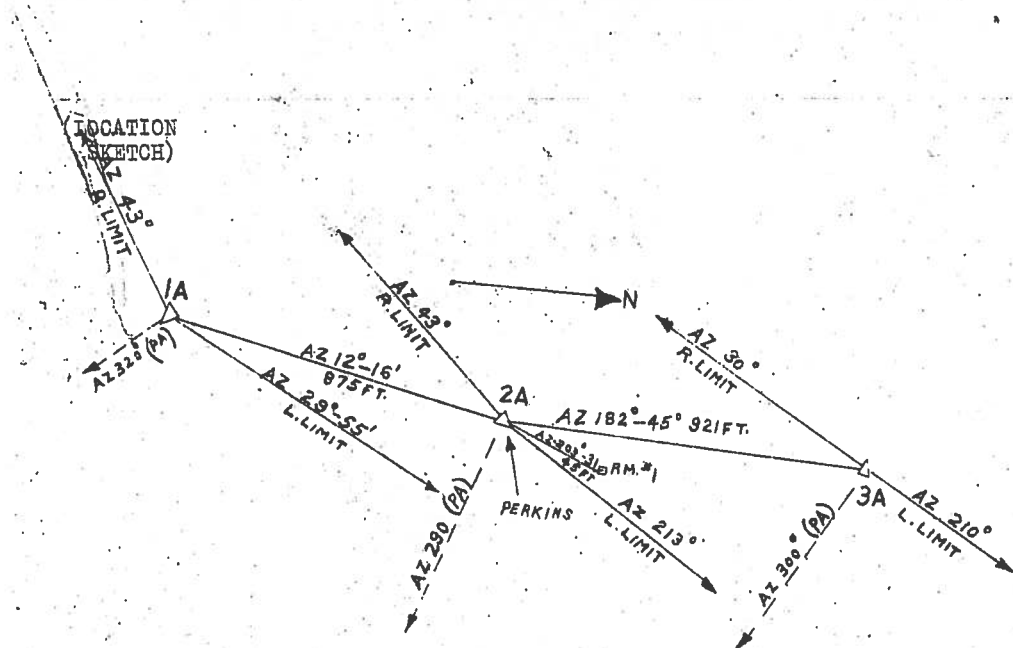 (LOCATION
SKETCH)
AZ 43°
R. LIMIT
1A
AZ 320° (PA)
AZ 12°-16'
875 FT.
AZ 29°-55'
L. LIMIT
AZ 43°
R. LIMIT
N
2A
AZ 290 (PA)
PERKINS
AZ 182°-45° 921 FT.
45 FT
RM. #1
AZ 213°
L. LIMIT
AZ 30°
R. LIMIT
3A
AZ 300° (PA)
AZ 210°
L. LIMIT